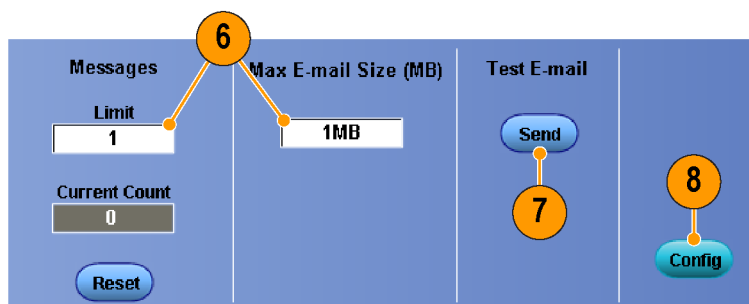 6
Messages
Max E-mail Size (MB)
Test E-mail
Limit
1
1MB
Send
Current Count
0
7
8
Reset
Config